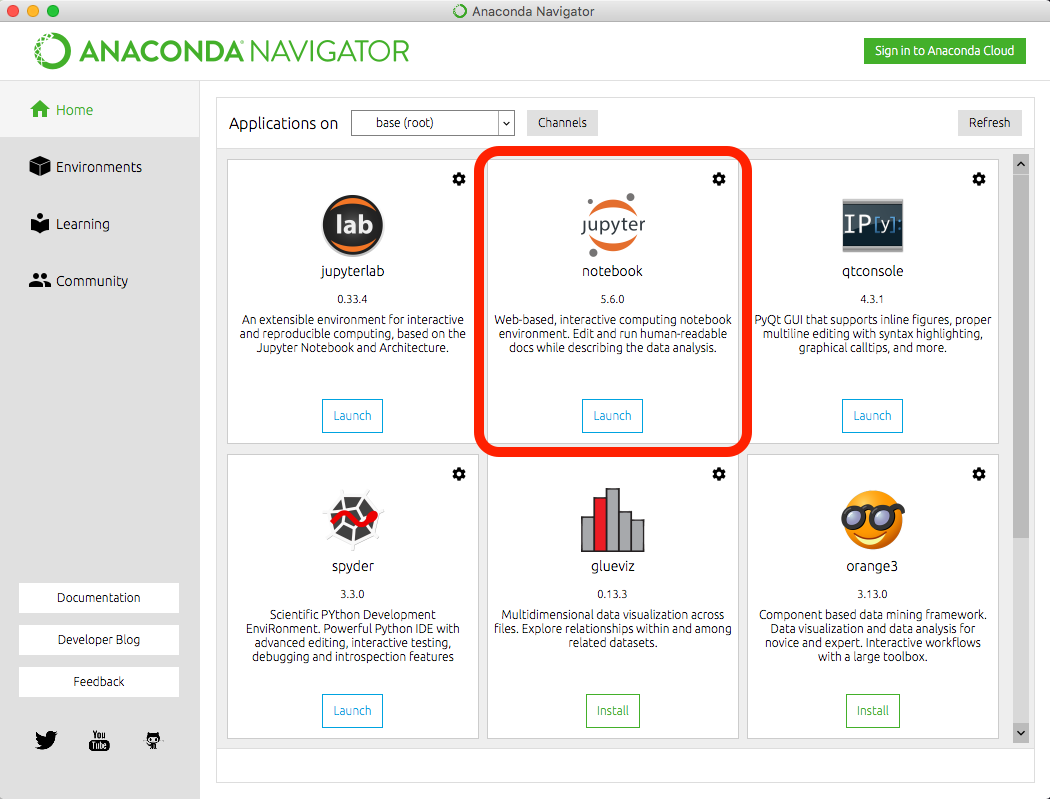 Anaconda Navigator
ANACONDA NAVIGATOR
Sign in to Anaconda Cloud
Home
Environments
Learning
Community
Documentation
Developer Blog
Feedback
You
Tube
Applications on
base (root)
Channels
Refresh
lab
jupyterlab
0.33.4
An extensible environment for interactive
and reproducible computing, based on the
Jupyter Notebook and Architecture.
Launch
jupyter
notebook
5.6.0
Web-based, interactive computing notebook
environment. Edit and run human-readable
docs while describing the data analysis.
Launch
IP[y]:
qtconsole
4.3.1
PyQt GUI that supports inline figures, proper
multiline editing with syntax highlighting,
graphical calltips, and more.
Launch
spyder
3.3.0
Scientific PYthon Development
EnviRonment. Powerful Python IDE with
advanced editing, interactive testing,
debugging and introspection features
Launch
glueviz
0.13.3
Multidimensional data visualization across
files. Explore relationships within and among
related datasets.
Install
orange3
3.13.0
Component based data mining framework.
Data visualization and data analysis for
novice and expert. Interactive workflows
with a large toolbox.
Install